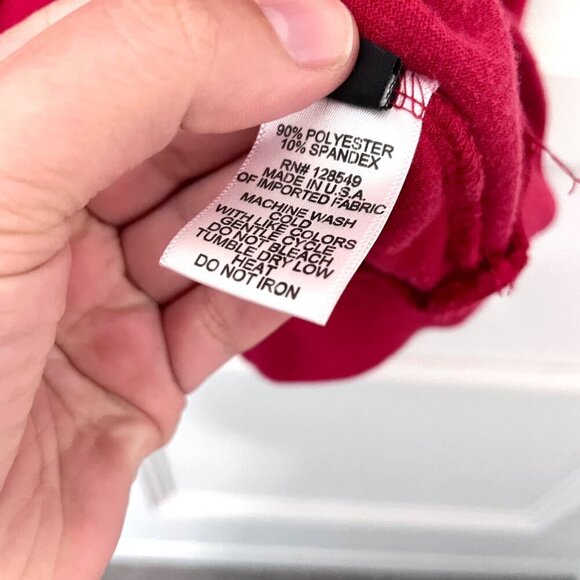 90% POLYESTER
10% SPANDEX
RN# 128549
MADE IN U.S.A
OF IMPORTED FABRIC
MACHINE WASH
COLD
WITH LIKE COLORS
GENTLE CYCLE
DO NOT BLEACH
TUMBLE DRY LOW
HEAT
DO NOT IRON